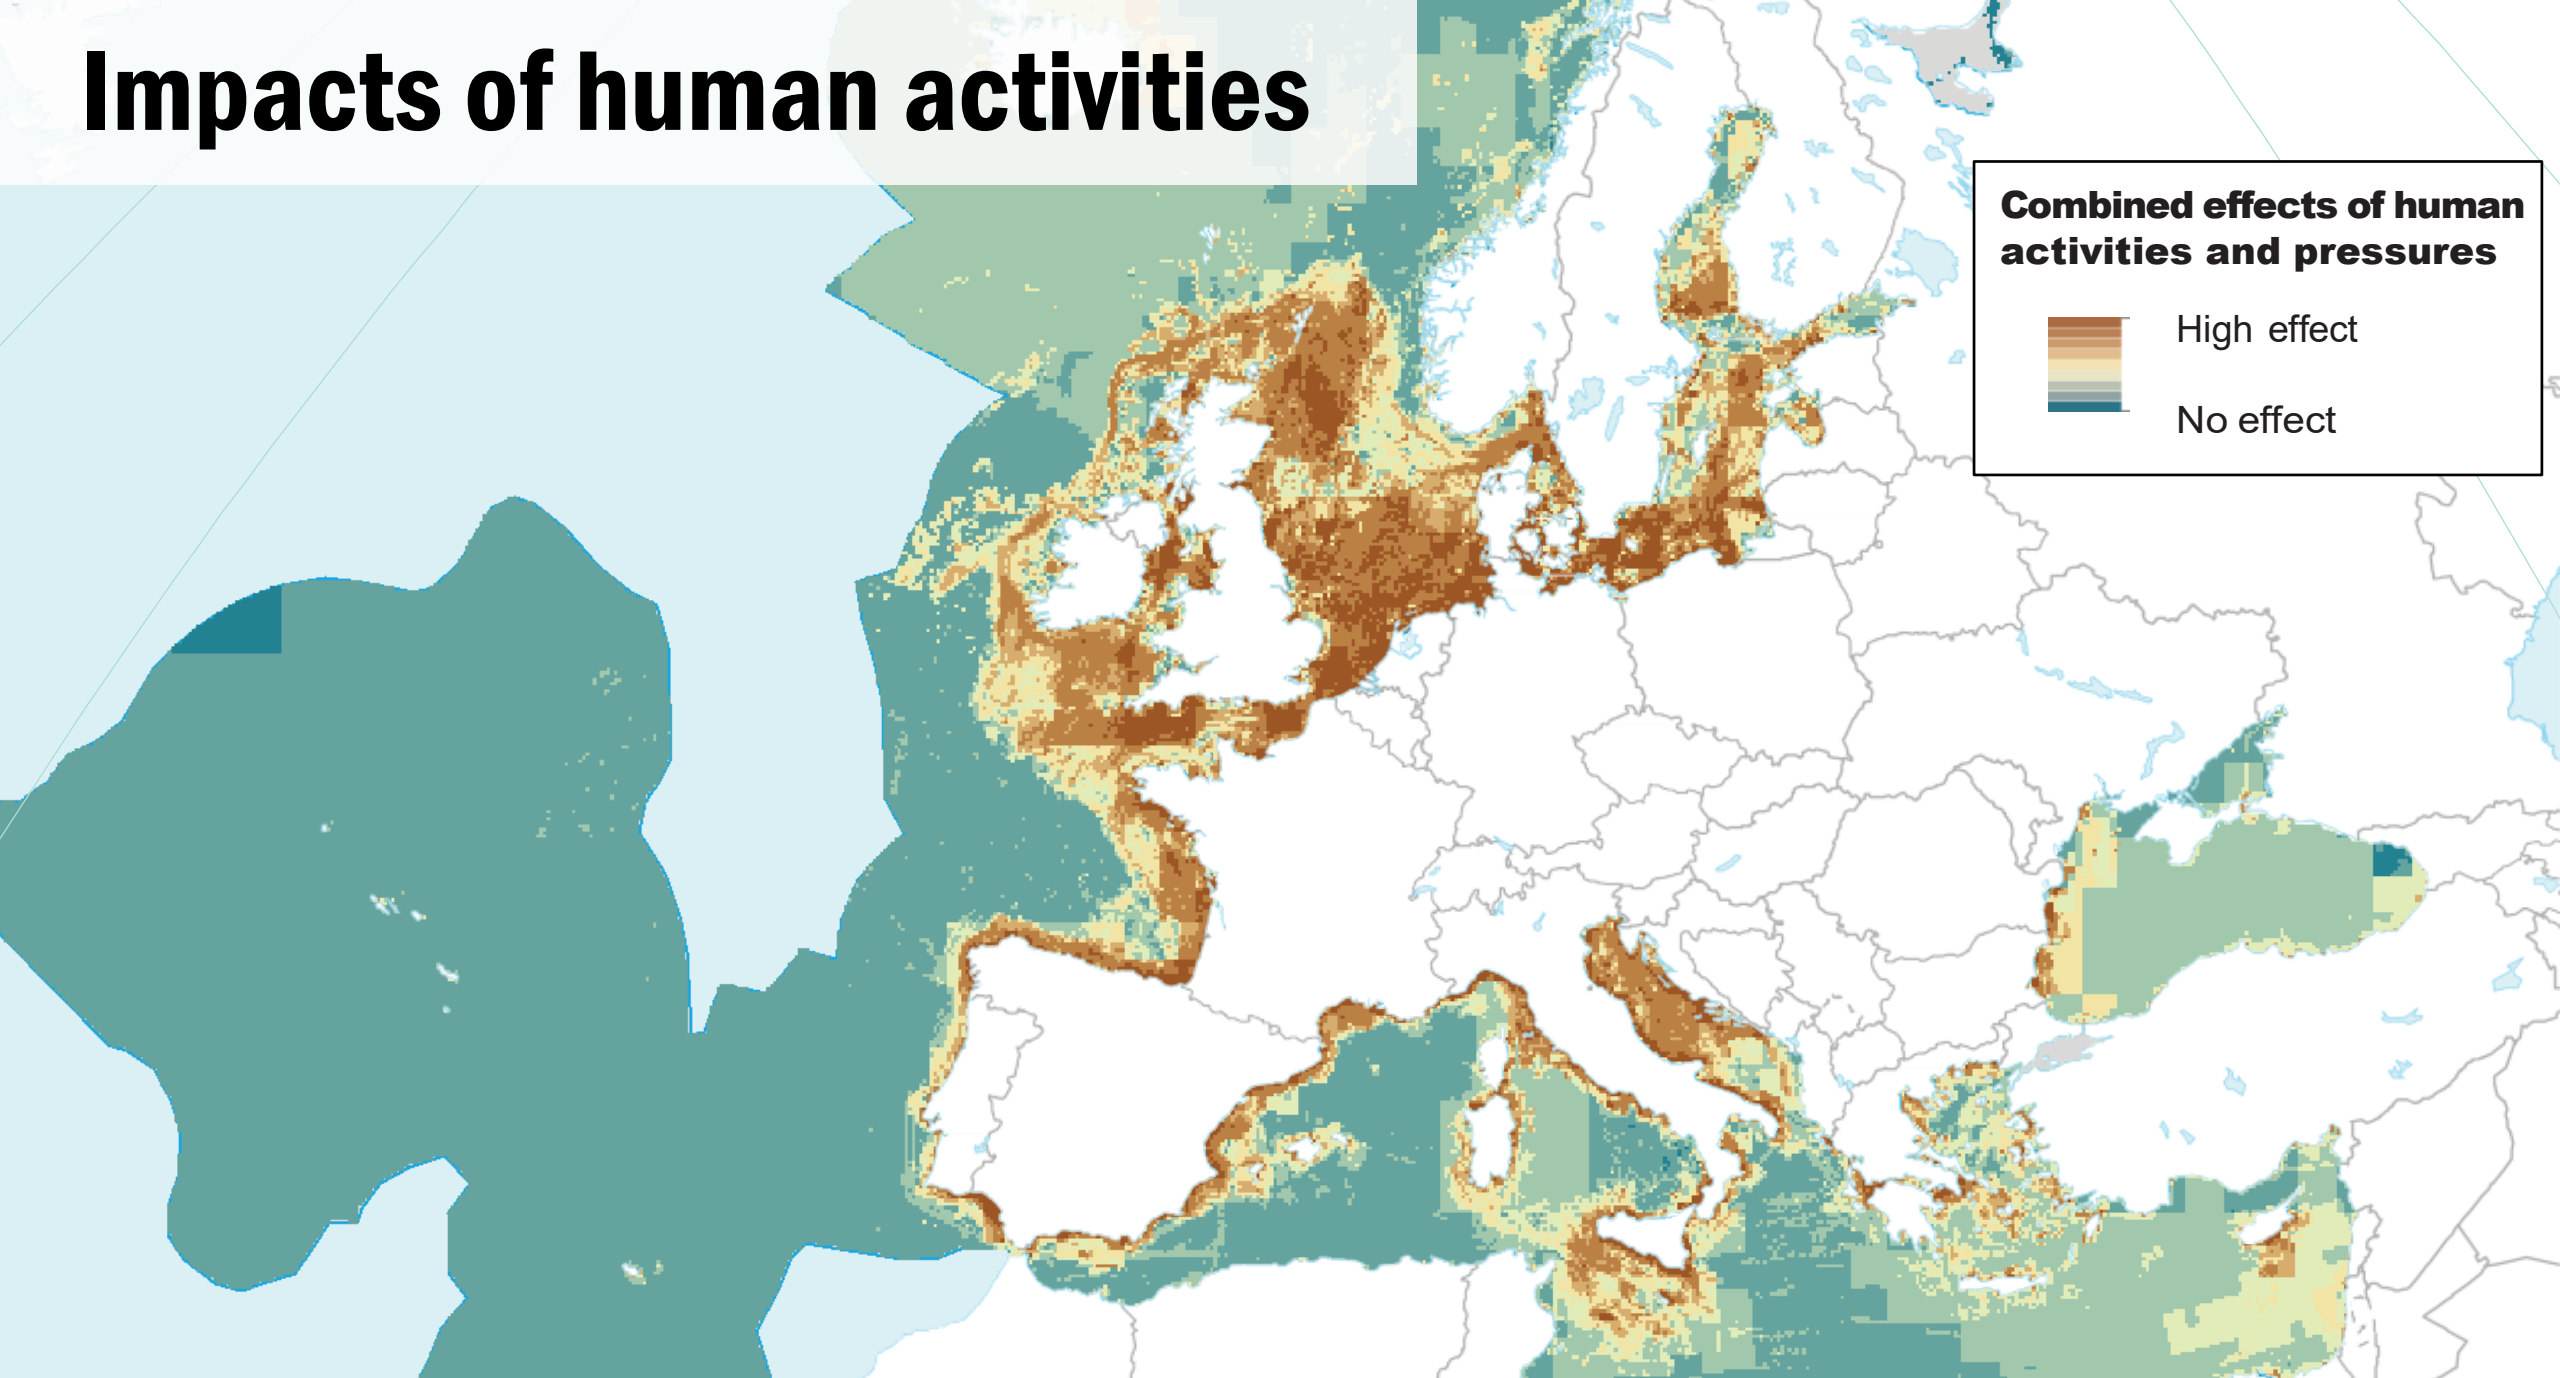 Impacts of human activities
Combined effects of human
activities and pressures
High effect
No effect